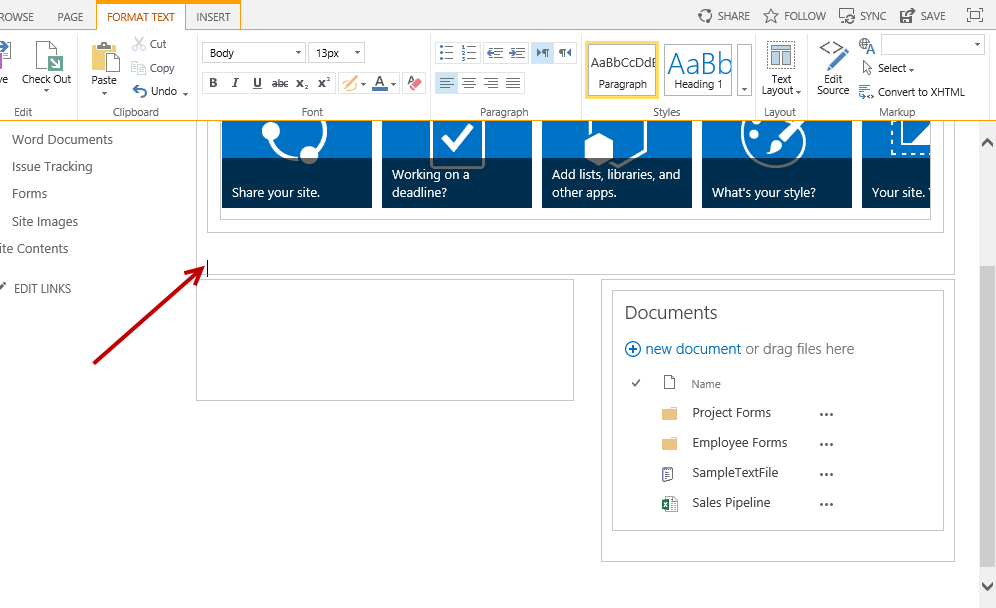 ROWSE PAGE FORMAT TEXT INSERT SHARE FOLLOW SYNC SAVE
ve Check Out Paste Cut Copy Undo
Body 13px
B I U abc x₂ x² A
AaBbCcDdE Paragraph
AaBb Heading 1
Text Layout
Edit Source
Select
Convert to XHTML
Edit Clipboard Font Paragraph Styles Layout Markup
Word Documents
Issue Tracking
Forms
Site Images
ite Contents
EDIT LINKS
Share your site.
Working on a
deadline?
Add lists, libraries, and
other apps.
What's your style?
Your site.
Documents
new document or drag files here
Name
Project Forms ...
Employee Forms ...
SampleTextFile ...
Sales Pipeline ...